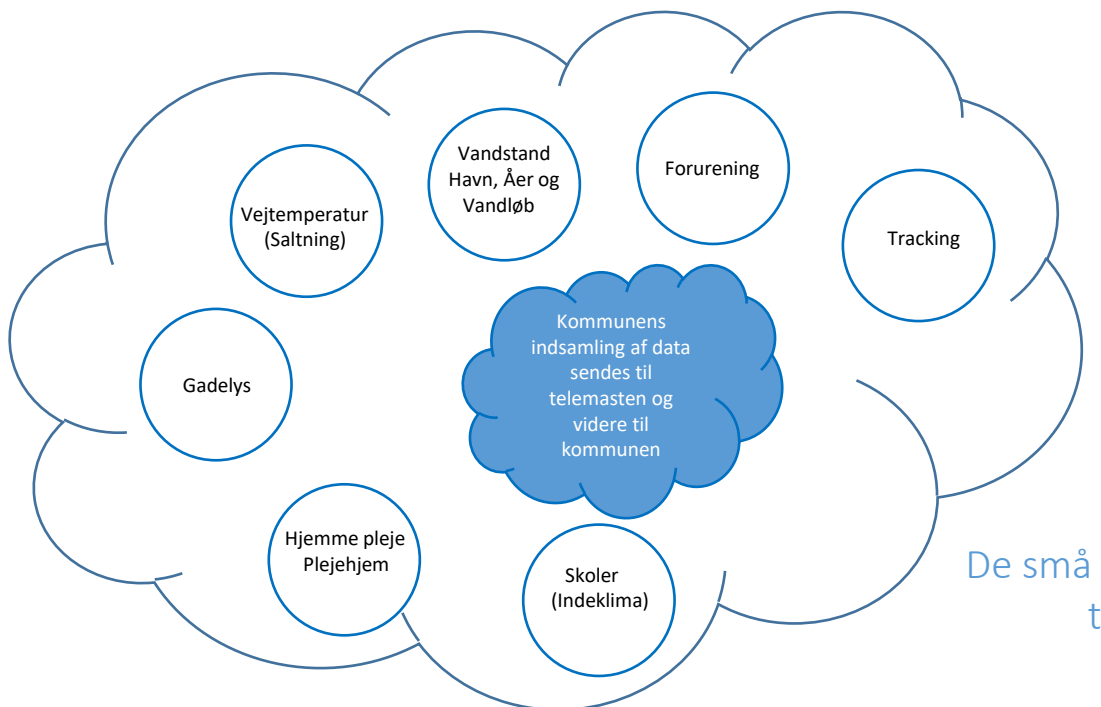 Vandstand
Havn, Åer og
Vandløb
Forurening
Vejtemperatur
(Saltning)
Tracking
Kommunens
indsamling af data
sendes til
telemasten og
videre til
kommunen
Gadelys
Hjemme pleje
Plejehjem
Skoler
(Indeklima)
De små
t